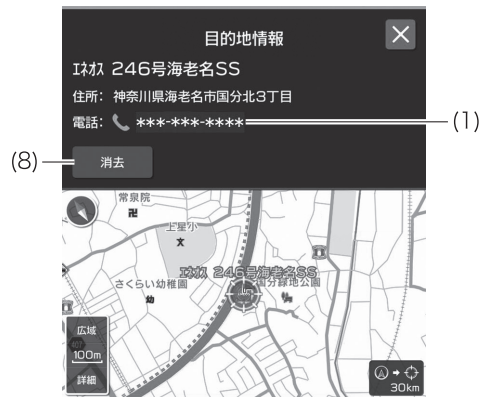 目的地情報
ｴﾈｵｽ 246号海老名SS
住所: 神奈川県海老名市国分北3丁目
電話: ***-***-****
(1)
(8)
消去
常泉院
上星小
文
ｴﾈｵｽ 246号海老名SS
さくらい幼稚園
国分緑地公園
幼
広域
100m
詳細
30km